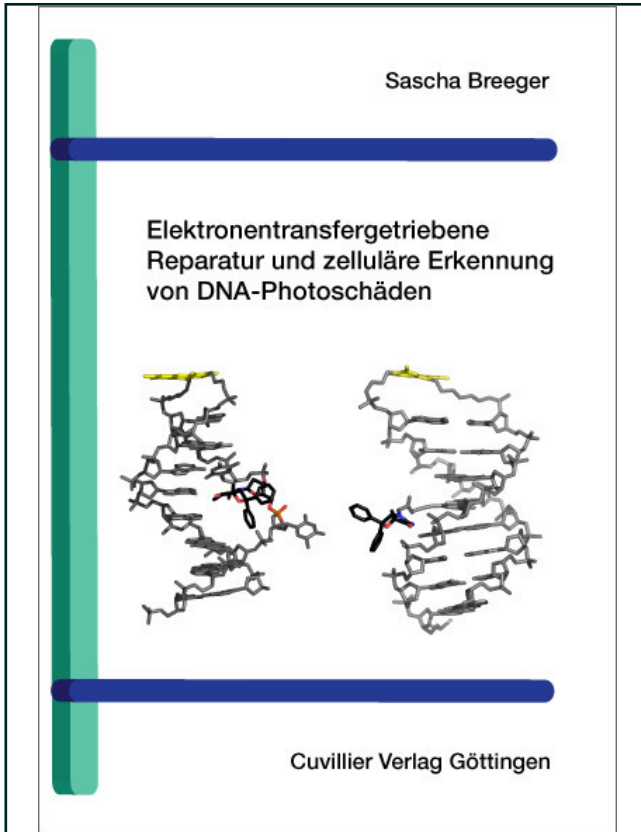 Sascha Breeger
Elektronentransfergetriebene
Reparatur und zelluläre Erkennung
von DNA-Photoschäden
Cuvillier Verlag Göttingen